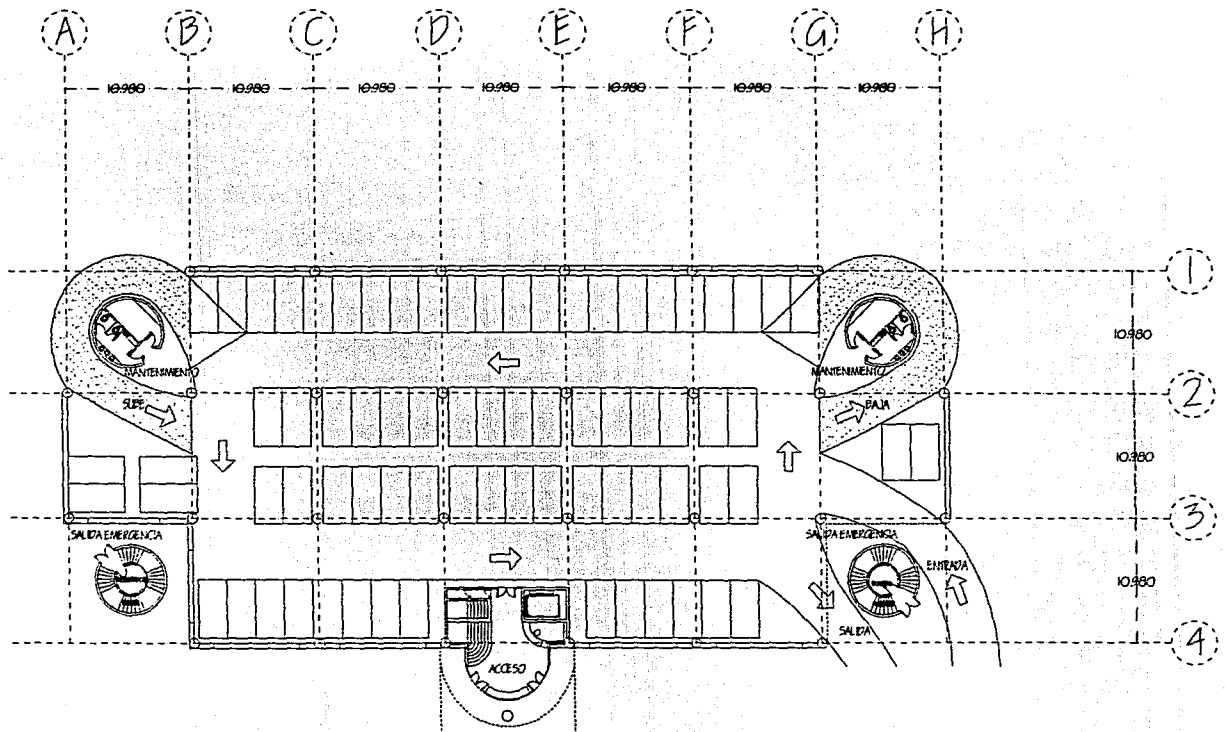 A B C D E F G H
10.980 10.980 10.980 10.980 10.980 10.980 10.980
1
10.980
MANTENIMIENTO MANTENIMIENTO
2
SUBE BAJA
10.980
3
SALIDA EMERGENCIA SALIDA EMERGENCIA
ENTRADA
10.980
SALIDA
4
ACCESO